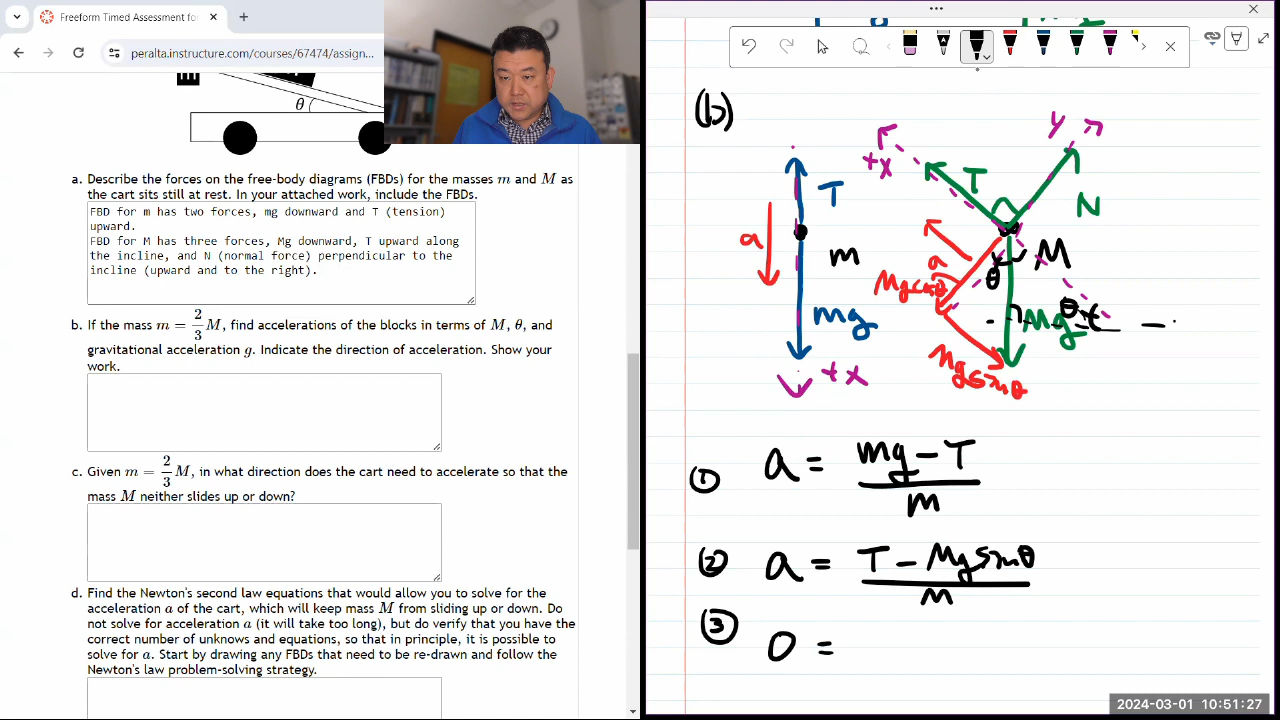 Freeform Timed Assessment for
peralta.instructure.com
4/assign...
θ
a. Describe the forces on the free body diagrams (FBDs) for the masses m and M as
the cart sits still at rest. In your attached work, include the FBDs.
FBD for m has two forces, mg downward and T (tension)
upward.
FBD for M has three forces, Mg downward, T upward along
the incline, and N (normal force) perpendicular to the
incline (upward and to the right).
b. If the mass m = 2/3 M, find acceleration of the blocks in terms of M, θ, and
gravitational acceleration g. Indicate the direction of acceleration. Show your
work.
c. Given m = 2/3 M, in what direction does the cart need to accelerate so that the
mass M neither slides up or down?
d. Find the Newton's second law equations that would allow you to solve for the
acceleration a of the cart, which will keep mass M from sliding up or down. Do
not solve for acceleration a (it will take too long), but do verify that you have the
correct number of unknows and equations, so that in principle, it is possible to
solve for a. Start by drawing any FBDs that need to be re-drawn and follow the
Newton's law problem-solving strategy.
(b)
T
a
m
mg
+x
+x
y
T
N
a
M
θ
Mg cosθ
Mg
Mg sinθ
① a = (mg - T)/m
② a = (T - Mg sinθ)/M
③ 0 =
2024-03-01 10:51:27